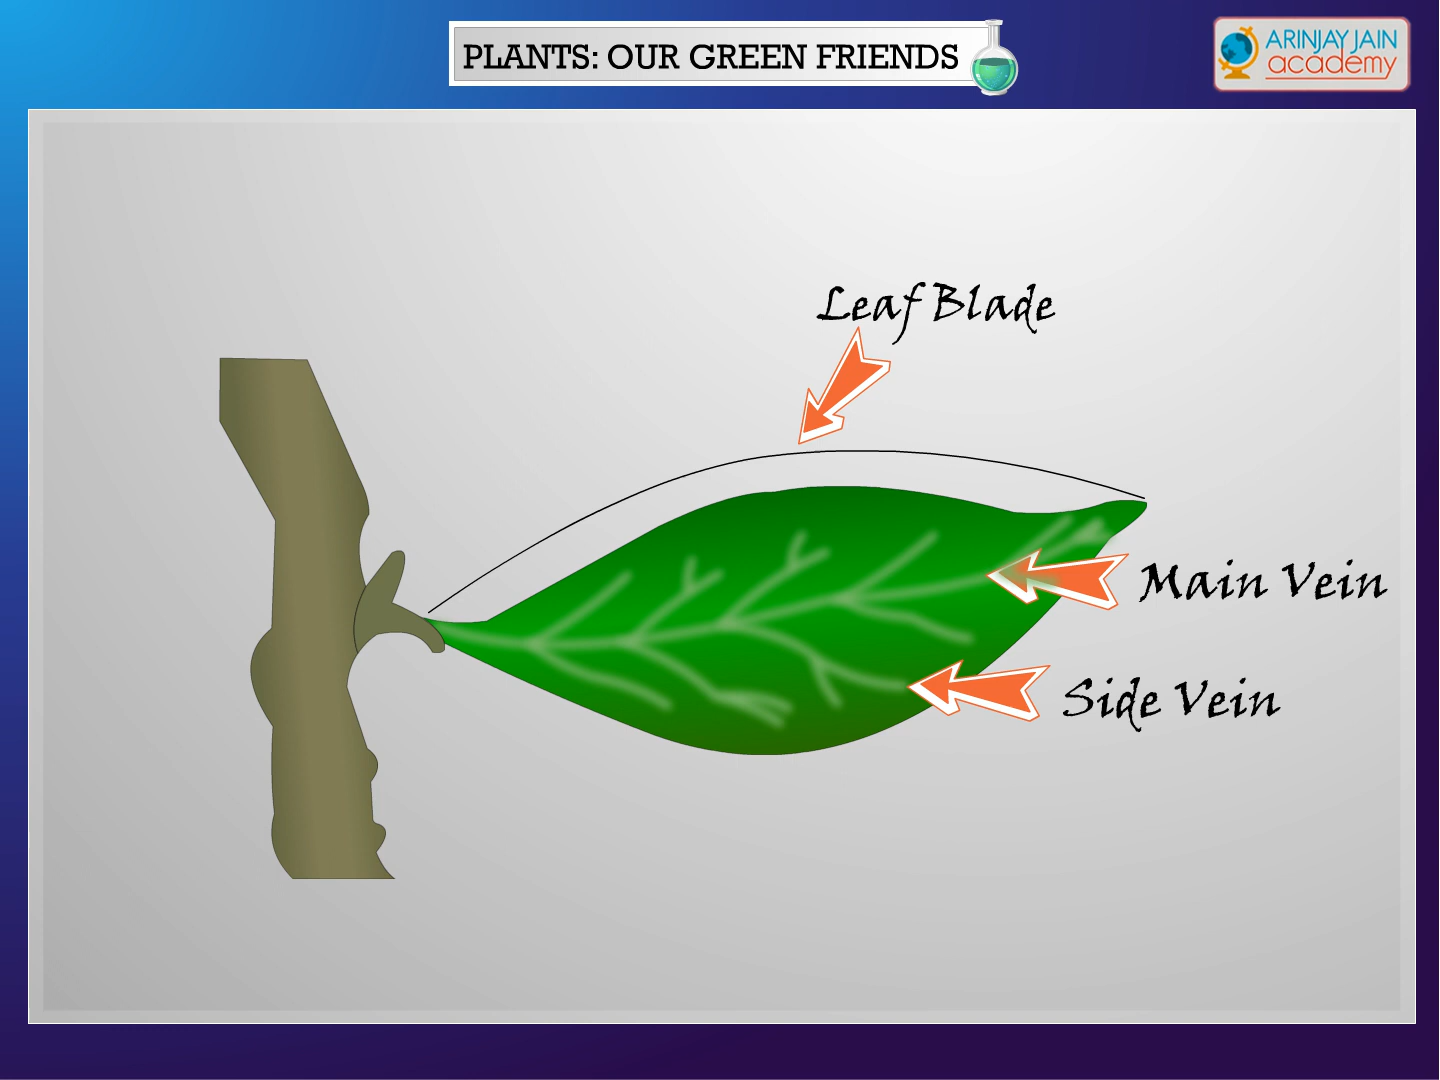 PLANTS: OUR GREEN FRIENDS
ARINJAY JAIN
academy
Leaf Blade
Main Vein
Side Vein